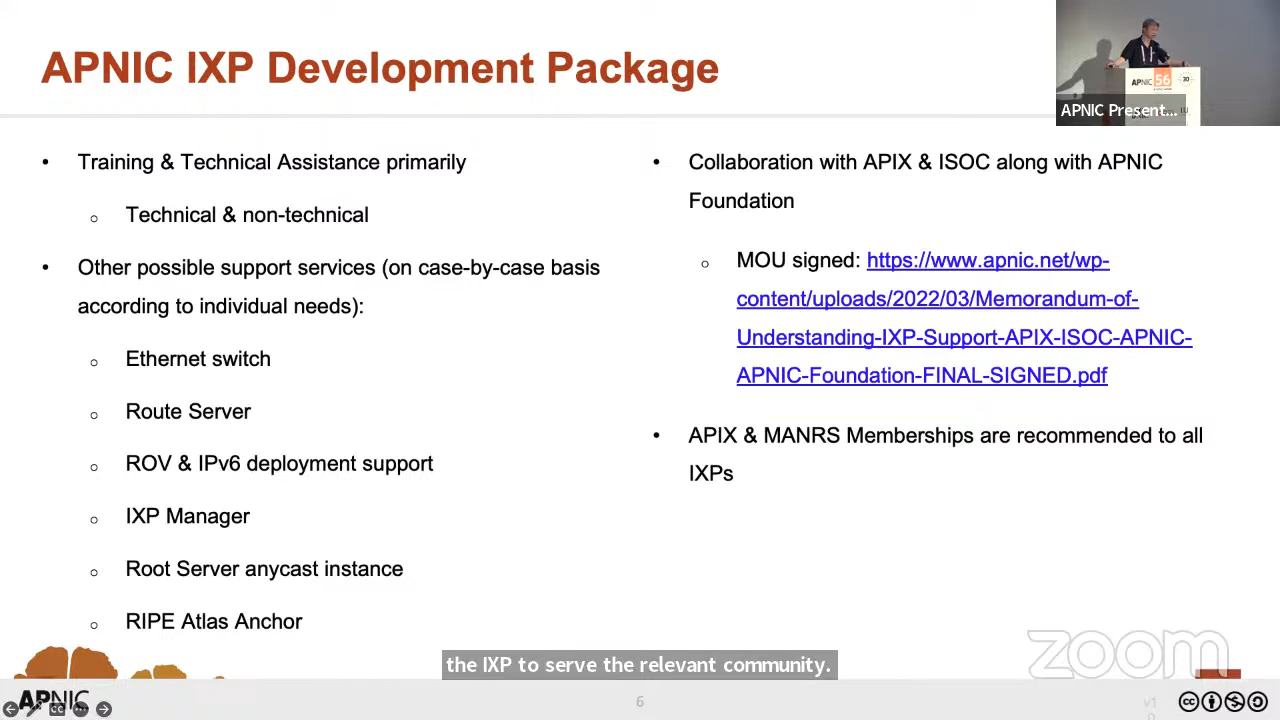 APNIC IXP Development Package
APNIC 56
APNIC Present...
• Training & Technical Assistance primarily
○ Technical & non-technical
• Other possible support services (on case-by-case basis
according to individual needs):
○ Ethernet switch
○ Route Server
○ ROV & IPv6 deployment support
○ IXP Manager
○ Root Server anycast instance
○ RIPE Atlas Anchor
• Collaboration with APIX & ISOC along with APNIC
Foundation
○ MOU signed: https://www.apnic.net/wp-
content/uploads/2022/03/Memorandum-of-
Understanding-IXP-Support-APIX-ISOC-APNIC-
APNIC-Foundation-FINAL-SIGNED.pdf
• APIX & MANRS Memberships are recommended to all
IXPs
the IXP to serve the relevant community.
zoom
APNIC
6